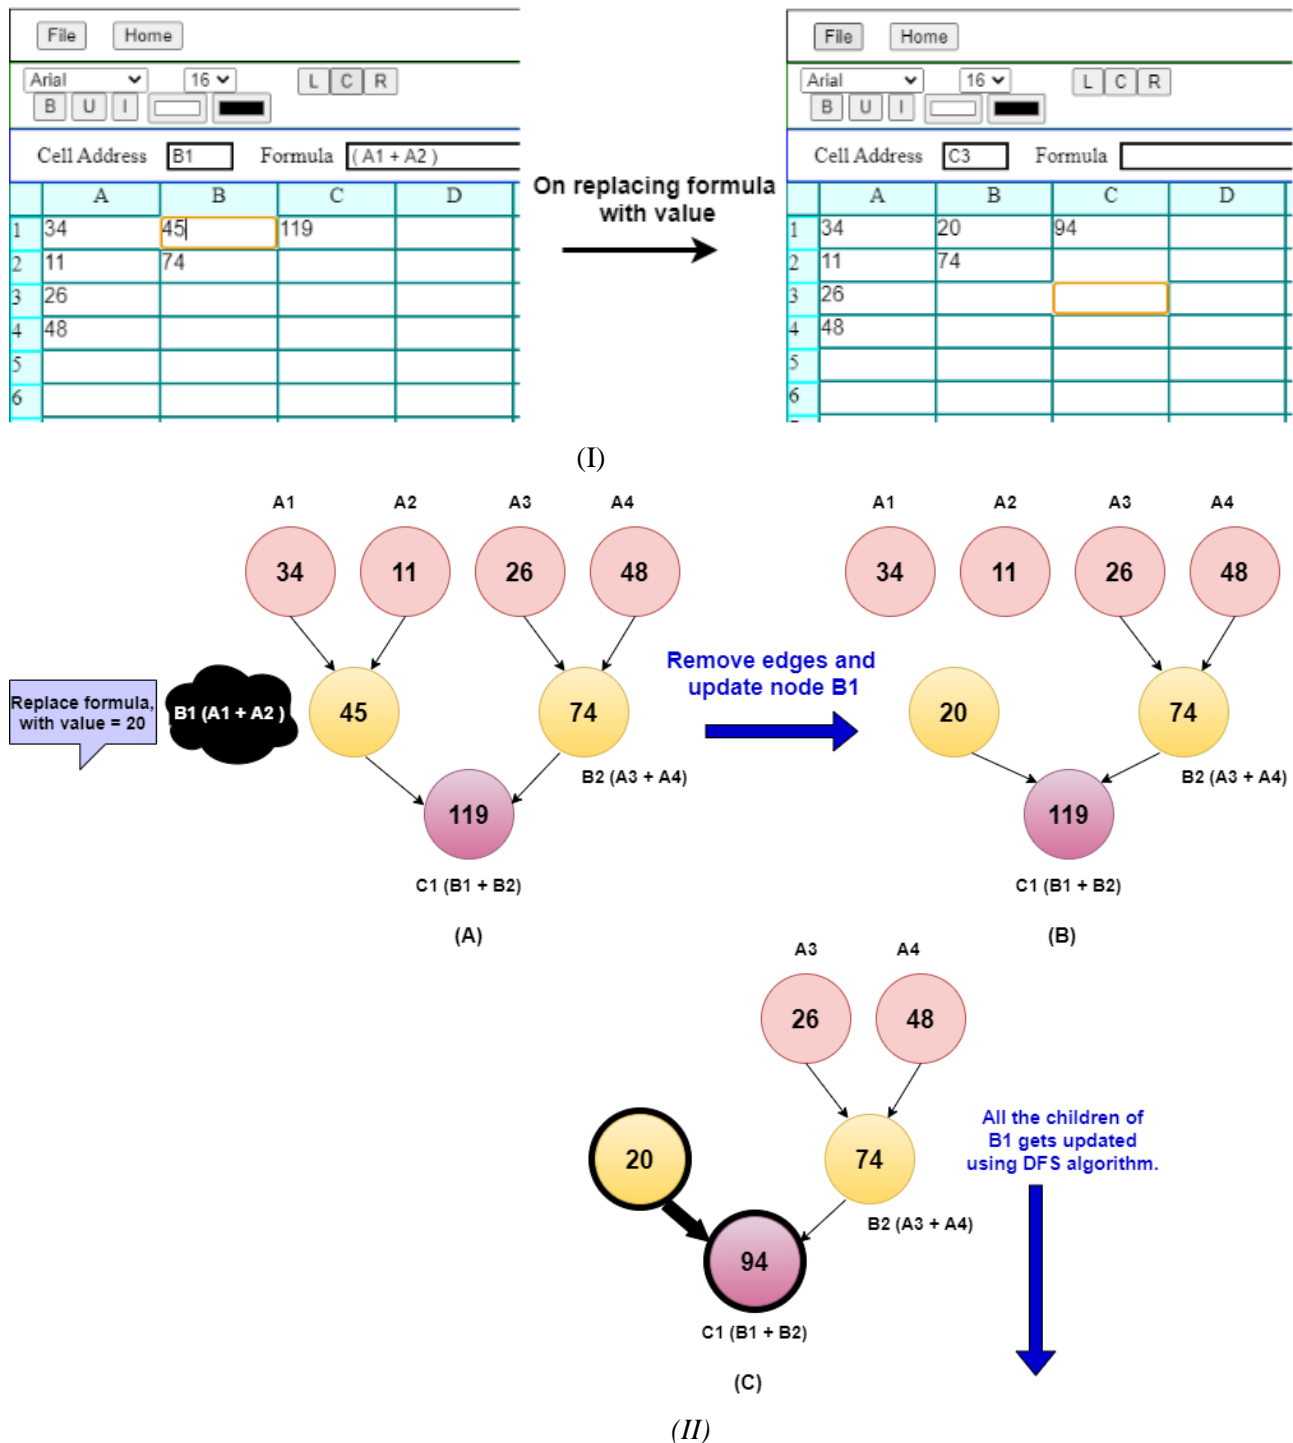 File Home
Arial 16 L C R
B U I
Cell Address B1 Formula ( A1 + A2 )
A B C D
1 34 45 119
2 11 74
3 26
4 48
5
6
On replacing formula
with value
File Home
Arial 16 L C R
B U I
Cell Address C3 Formula
A B C D
1 34 20 94
2 11 74
3 26
4 48
5
6
(I)
A1 A2 A3 A4
34 11 26 48
Replace formula,
with value = 20
B1 (A1 + A2 )
45 74
B2 (A3 + A4)
119
C1 (B1 + B2)
(A)
Remove edges and
update node B1
A1 A2 A3 A4
34 11 26 48
20 74
B2 (A3 + A4)
119
C1 (B1 + B2)
(B)
A3 A4
26 48
20 74
B2 (A3 + A4)
94
C1 (B1 + B2)
(C)
All the children of
B1 gets updated
using DFS algorithm.
(II)